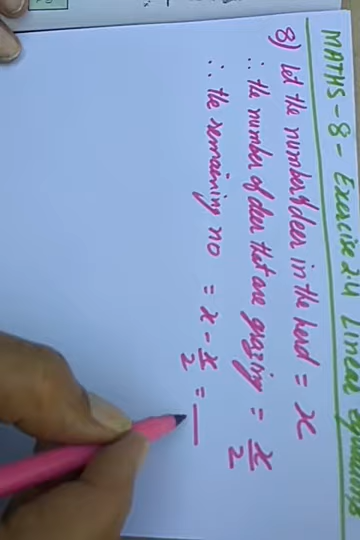 MATHS - 8 - Exercise 2.4 Linear equations
8) Let the number of deer in the herd = x
∴ the number of deer that are grazing = x/2
∴ the remaining no = x - x/2 =